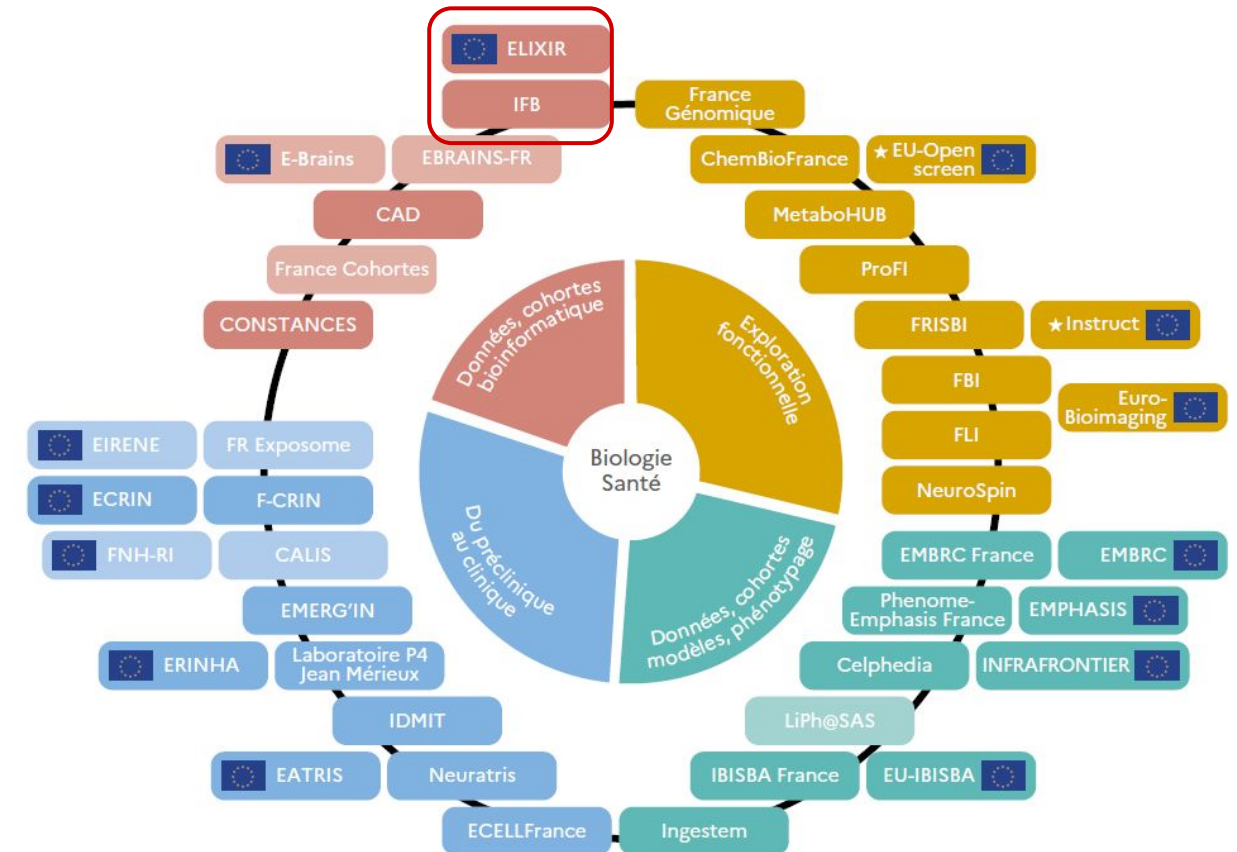 ELIXIR
IFB
France
Génomique
E-Brains
EBRAINS-FR
ChemBioFrance
★ EU-Open
screen
CAD
MetaboHUB
France Cohortes
ProFI
CONSTANCES
FRISBI
★ Instruct
FBI
Euro-
Bioimaging
FLI
NeuroSpin
EIRENE
FR Exposome
ECRIN
F-CRIN
FNH-RI
CALIS
EMBRC France
EMBRC
EMERG'IN
Phenome-
Emphasis France
EMPHASIS
ERINHA
Laboratoire P4
Jean Mérieux
Celphedia
INFRAFRONTIER
IDMIT
LiPh@SAS
EATRIS
Neuratris
IBISBA France
EU-IBISBA
ECELLFrance
Ingestem
Données, cohortes
bioinformatique
Exploration
fonctionnelle
Biologie
Santé
Du préclinique
au clinique
Données, cohortes
modèles, phénotypage